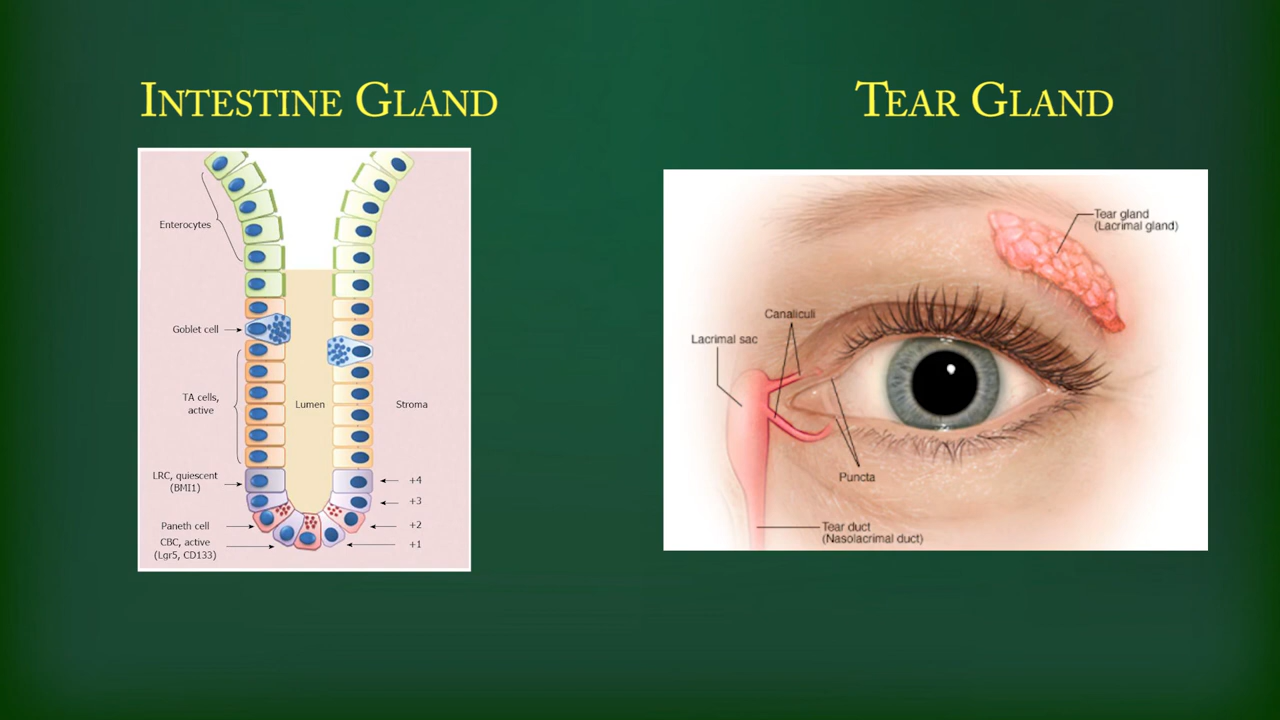 INTESTINE GLAND
Enterocytes
Goblet cell
TA cells,
active
Lumen
Stroma
LRC, quiescent
(BMI1)
+4
+3
Paneth cell
+2
CBC, active
(Lgr5, CD133)
+1
TEAR GLAND
Tear gland
(Lacrimal gland)
Canaliculi
Lacrimal sac
Puncta
Tear duct
(Nasolacrimal duct)